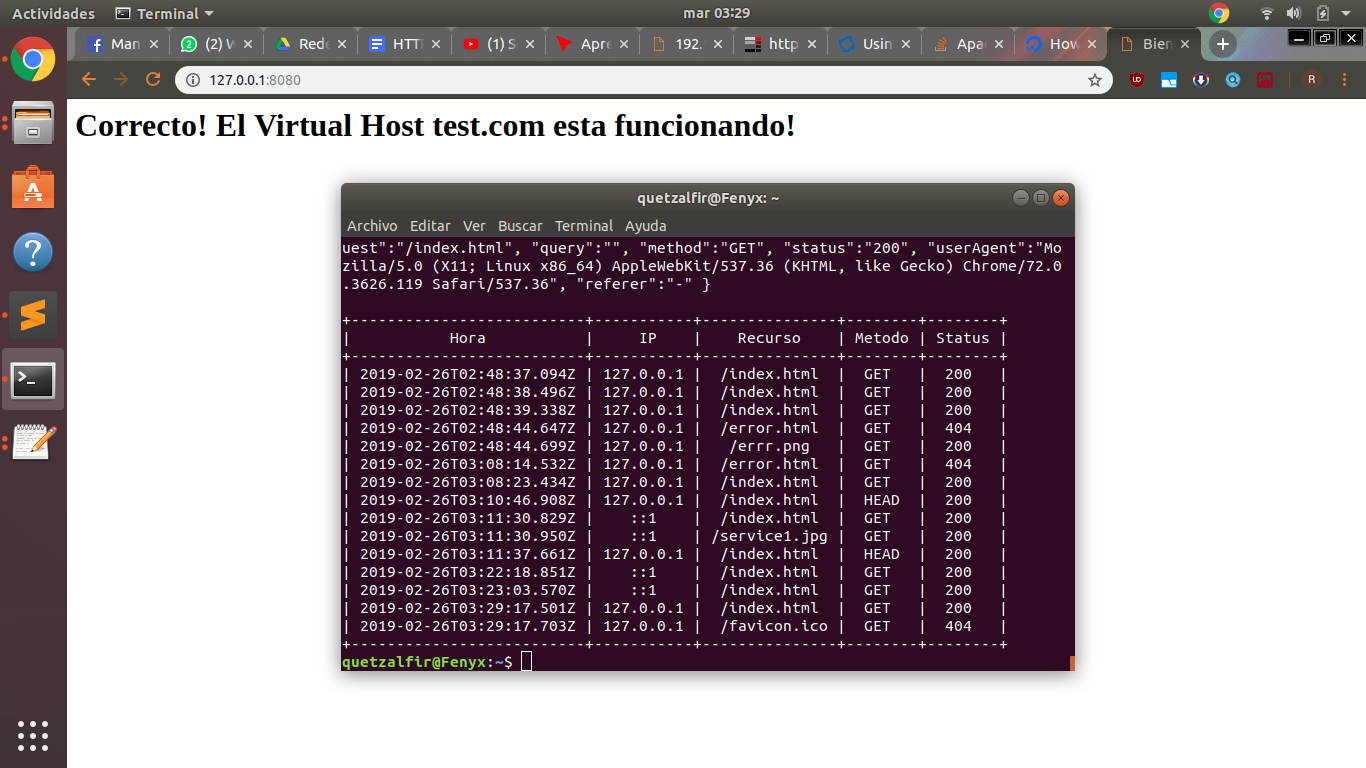 Actividades Terminal mar 03:29
Man (2) W Rede HTTI (1) S Apre 192. http Usin Apa How Bien
127.0.0.1:8080
R
Correcto! El Virtual Host test.com esta funcionando!
quetzalfir@Fenyx: ~
Archivo Editar Ver Buscar Terminal Ayuda
uest":"/index.html", "query":"", "method":"GET", "status":"200", "userAgent":"Mo
zilla/5.0 (X11; Linux x86_64) AppleWebKit/537.36 (KHTML, like Gecko) Chrome/72.0
.3626.119 Safari/537.36", "referer":"-" }
+--------------------------+-----------+---------------+--------+--------+
| Hora | IP | Recurso | Metodo | Status |
+--------------------------+-----------+---------------+--------+--------+
| 2019-02-26T02:48:37.094Z | 127.0.0.1 | /index.html | GET | 200 |
| 2019-02-26T02:48:38.496Z | 127.0.0.1 | /index.html | GET | 200 |
| 2019-02-26T02:48:39.338Z | 127.0.0.1 | /index.html | GET | 200 |
| 2019-02-26T02:48:44.647Z | 127.0.0.1 | /error.html | GET | 404 |
| 2019-02-26T02:48:44.699Z | 127.0.0.1 | /errr.png | GET | 200 |
| 2019-02-26T03:08:14.532Z | 127.0.0.1 | /error.html | GET | 404 |
| 2019-02-26T03:08:23.434Z | 127.0.0.1 | /index.html | GET | 200 |
| 2019-02-26T03:10:46.908Z | 127.0.0.1 | /index.html | HEAD | 200 |
| 2019-02-26T03:11:30.829Z | ::1 | /index.html | GET | 200 |
| 2019-02-26T03:11:30.950Z | ::1 | /service1.jpg | GET | 200 |
| 2019-02-26T03:11:37.661Z | 127.0.0.1 | /index.html | HEAD | 200 |
| 2019-02-26T03:22:18.851Z | ::1 | /index.html | GET | 200 |
| 2019-02-26T03:23:03.570Z | ::1 | /index.html | GET | 200 |
| 2019-02-26T03:29:17.501Z | 127.0.0.1 | /index.html | GET | 200 |
| 2019-02-26T03:29:17.703Z | 127.0.0.1 | /favicon.ico | GET | 404 |
+--------------------------+-----------+---------------+--------+--------+
quetzalfir@Fenyx:~$